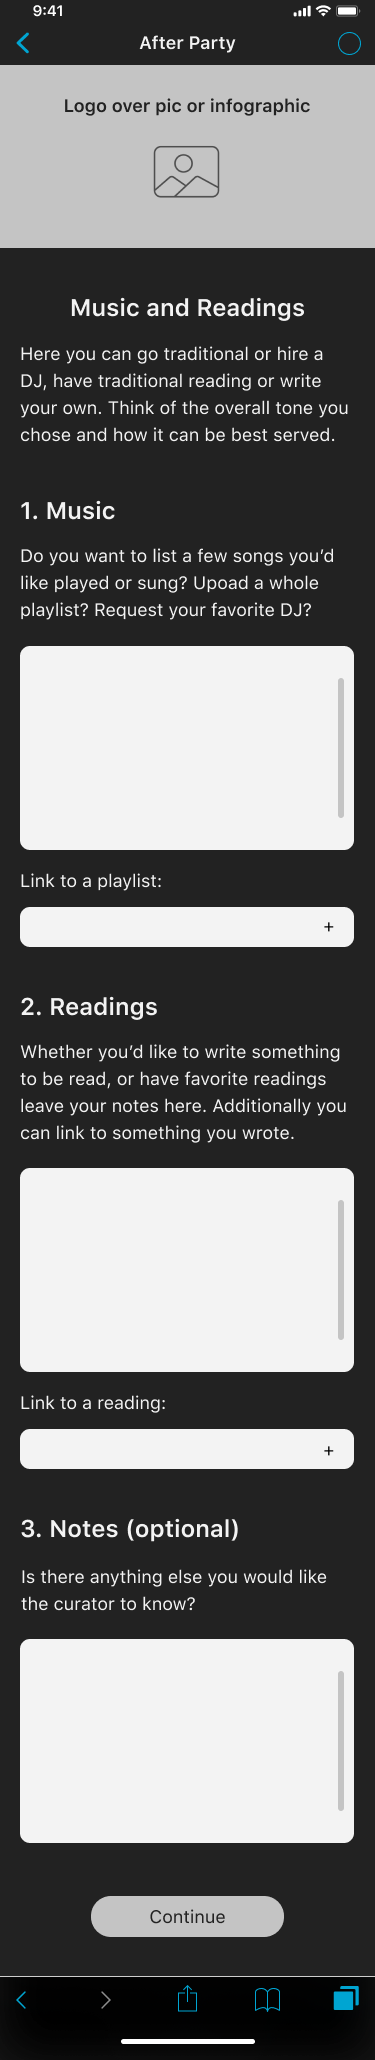 9:41
After Party
Logo over pic or infographic
Music and Readings
Here you can go traditional or hire a
DJ, have traditional reading or write
your own. Think of the overall tone you
chose and how it can be best served.
1. Music
Do you want to list a few songs you’d
like played or sung? Upoad a whole
playlist? Request your favorite DJ?
Link to a playlist:
+
2. Readings
Whether you’d like to write something
to be read, or have favorite readings
leave your notes here. Additionally you
can link to something you wrote.
Link to a reading:
+
3. Notes (optional)
Is there anything else you would like
the curator to know?
Continue